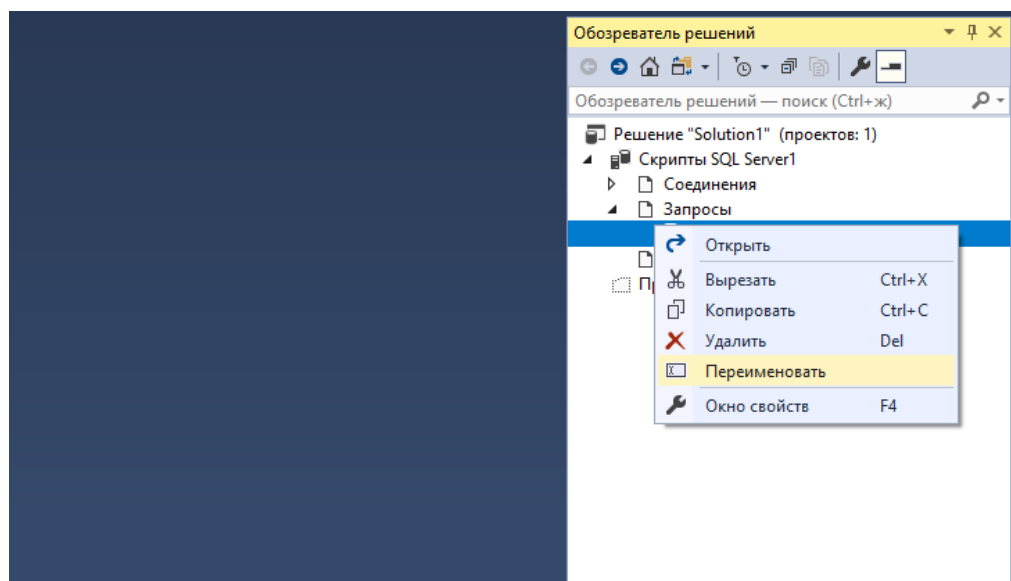 Обозреватель решений
Обозреватель решений — поиск (Ctrl+ж)
Решение "Solution1" (проектов: 1)
Скрипты SQL Server1
Соединения
Запросы
Открыть
Вырезать Ctrl+X
Копировать Ctrl+C
Удалить Del
Переименовать
Окно свойств F4